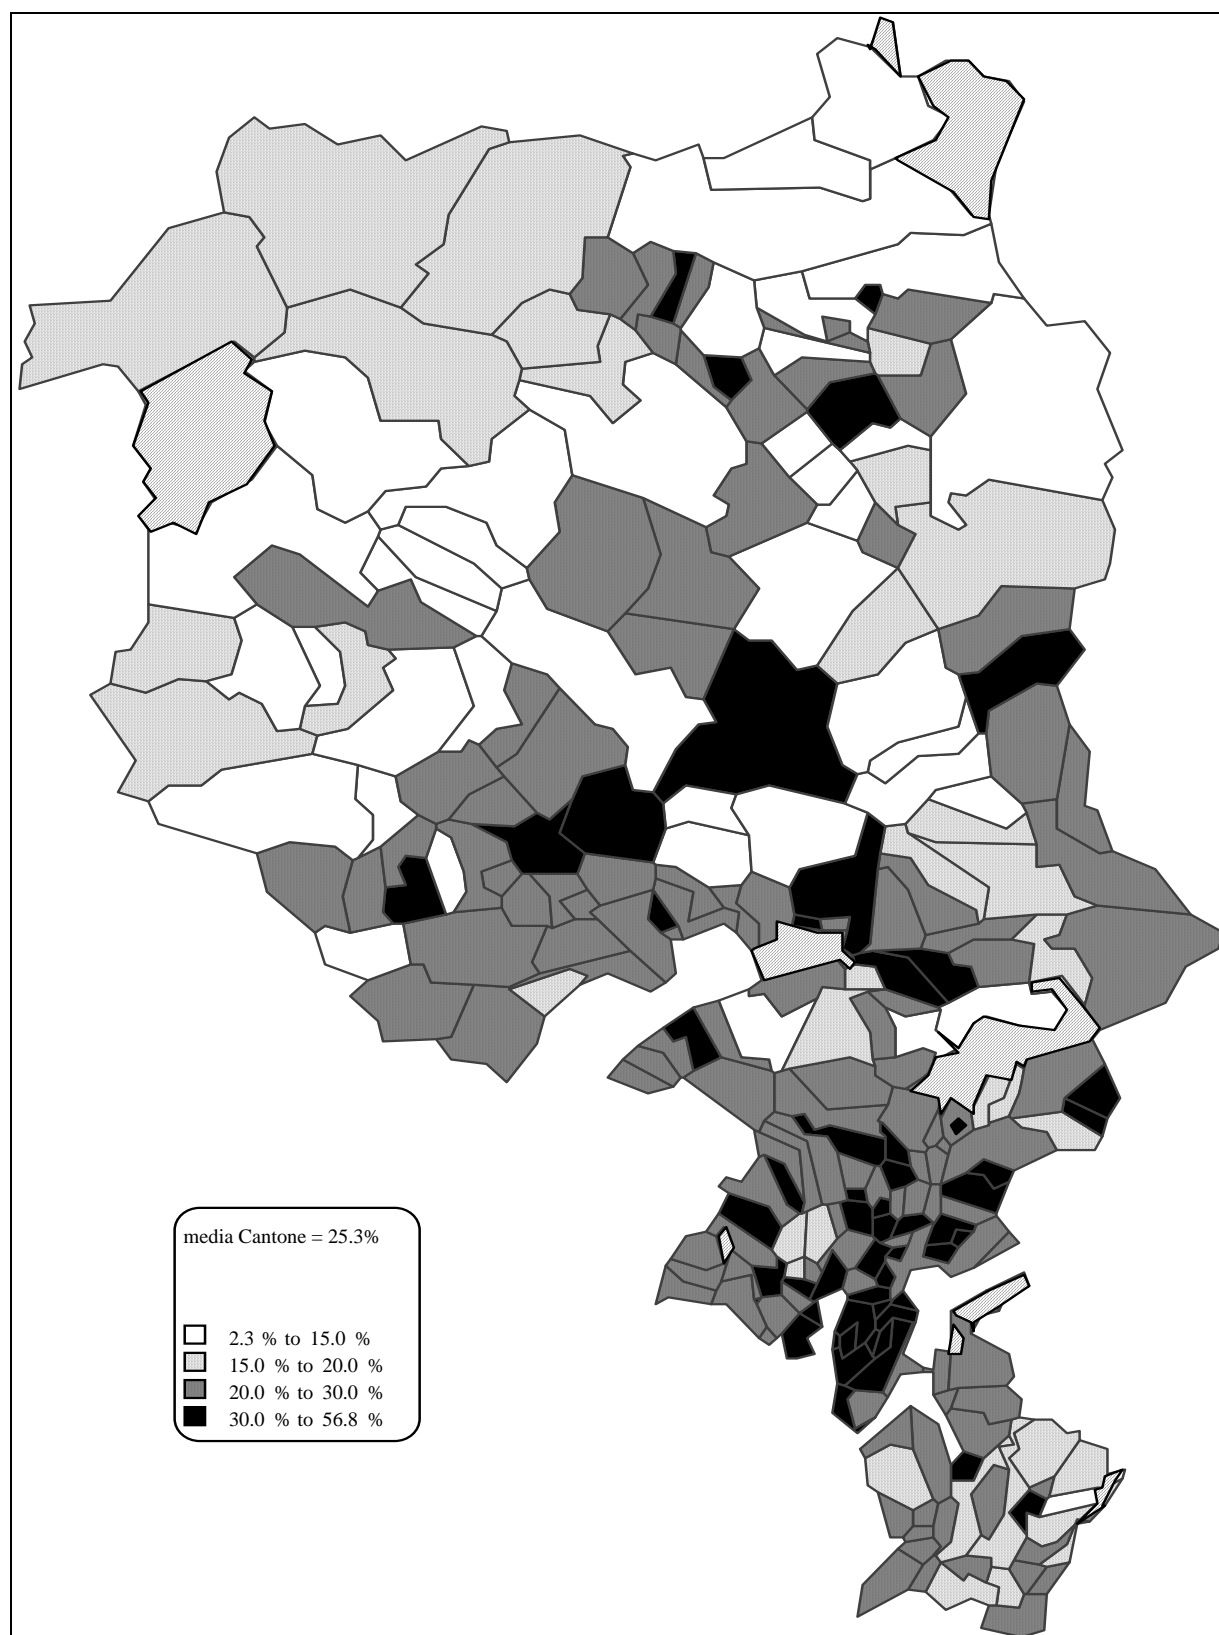 media Cantone = 25.3%
2.3 % to 15.0 %
15.0 % to 20.0 %
20.0 % to 30.0 %
30.0 % to 56.8 %